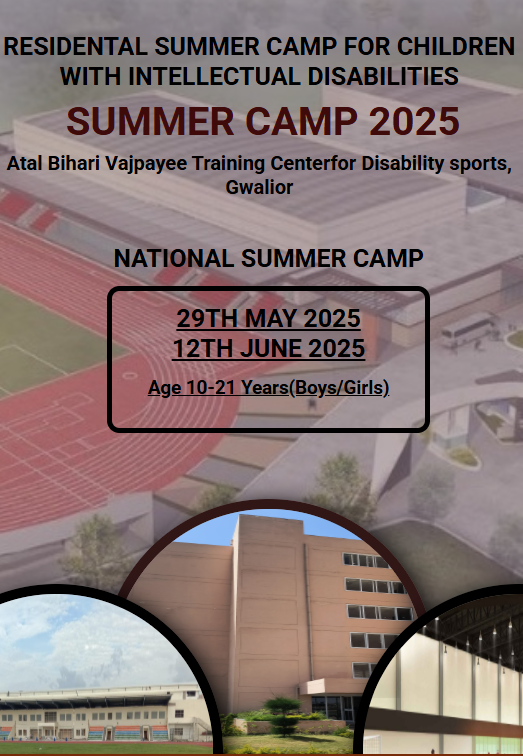 RESIDENTAL SUMMER CAMP FOR CHILDREN
WITH INTELLECTUAL DISABILITIES
SUMMER CAMP 2025
Atal Bihari Vajpayee Training Centerfor Disability sports,
Gwalior
NATIONAL SUMMER CAMP
29TH MAY 2025
12TH JUNE 2025
Age 10-21 Years(Boys/Girls)